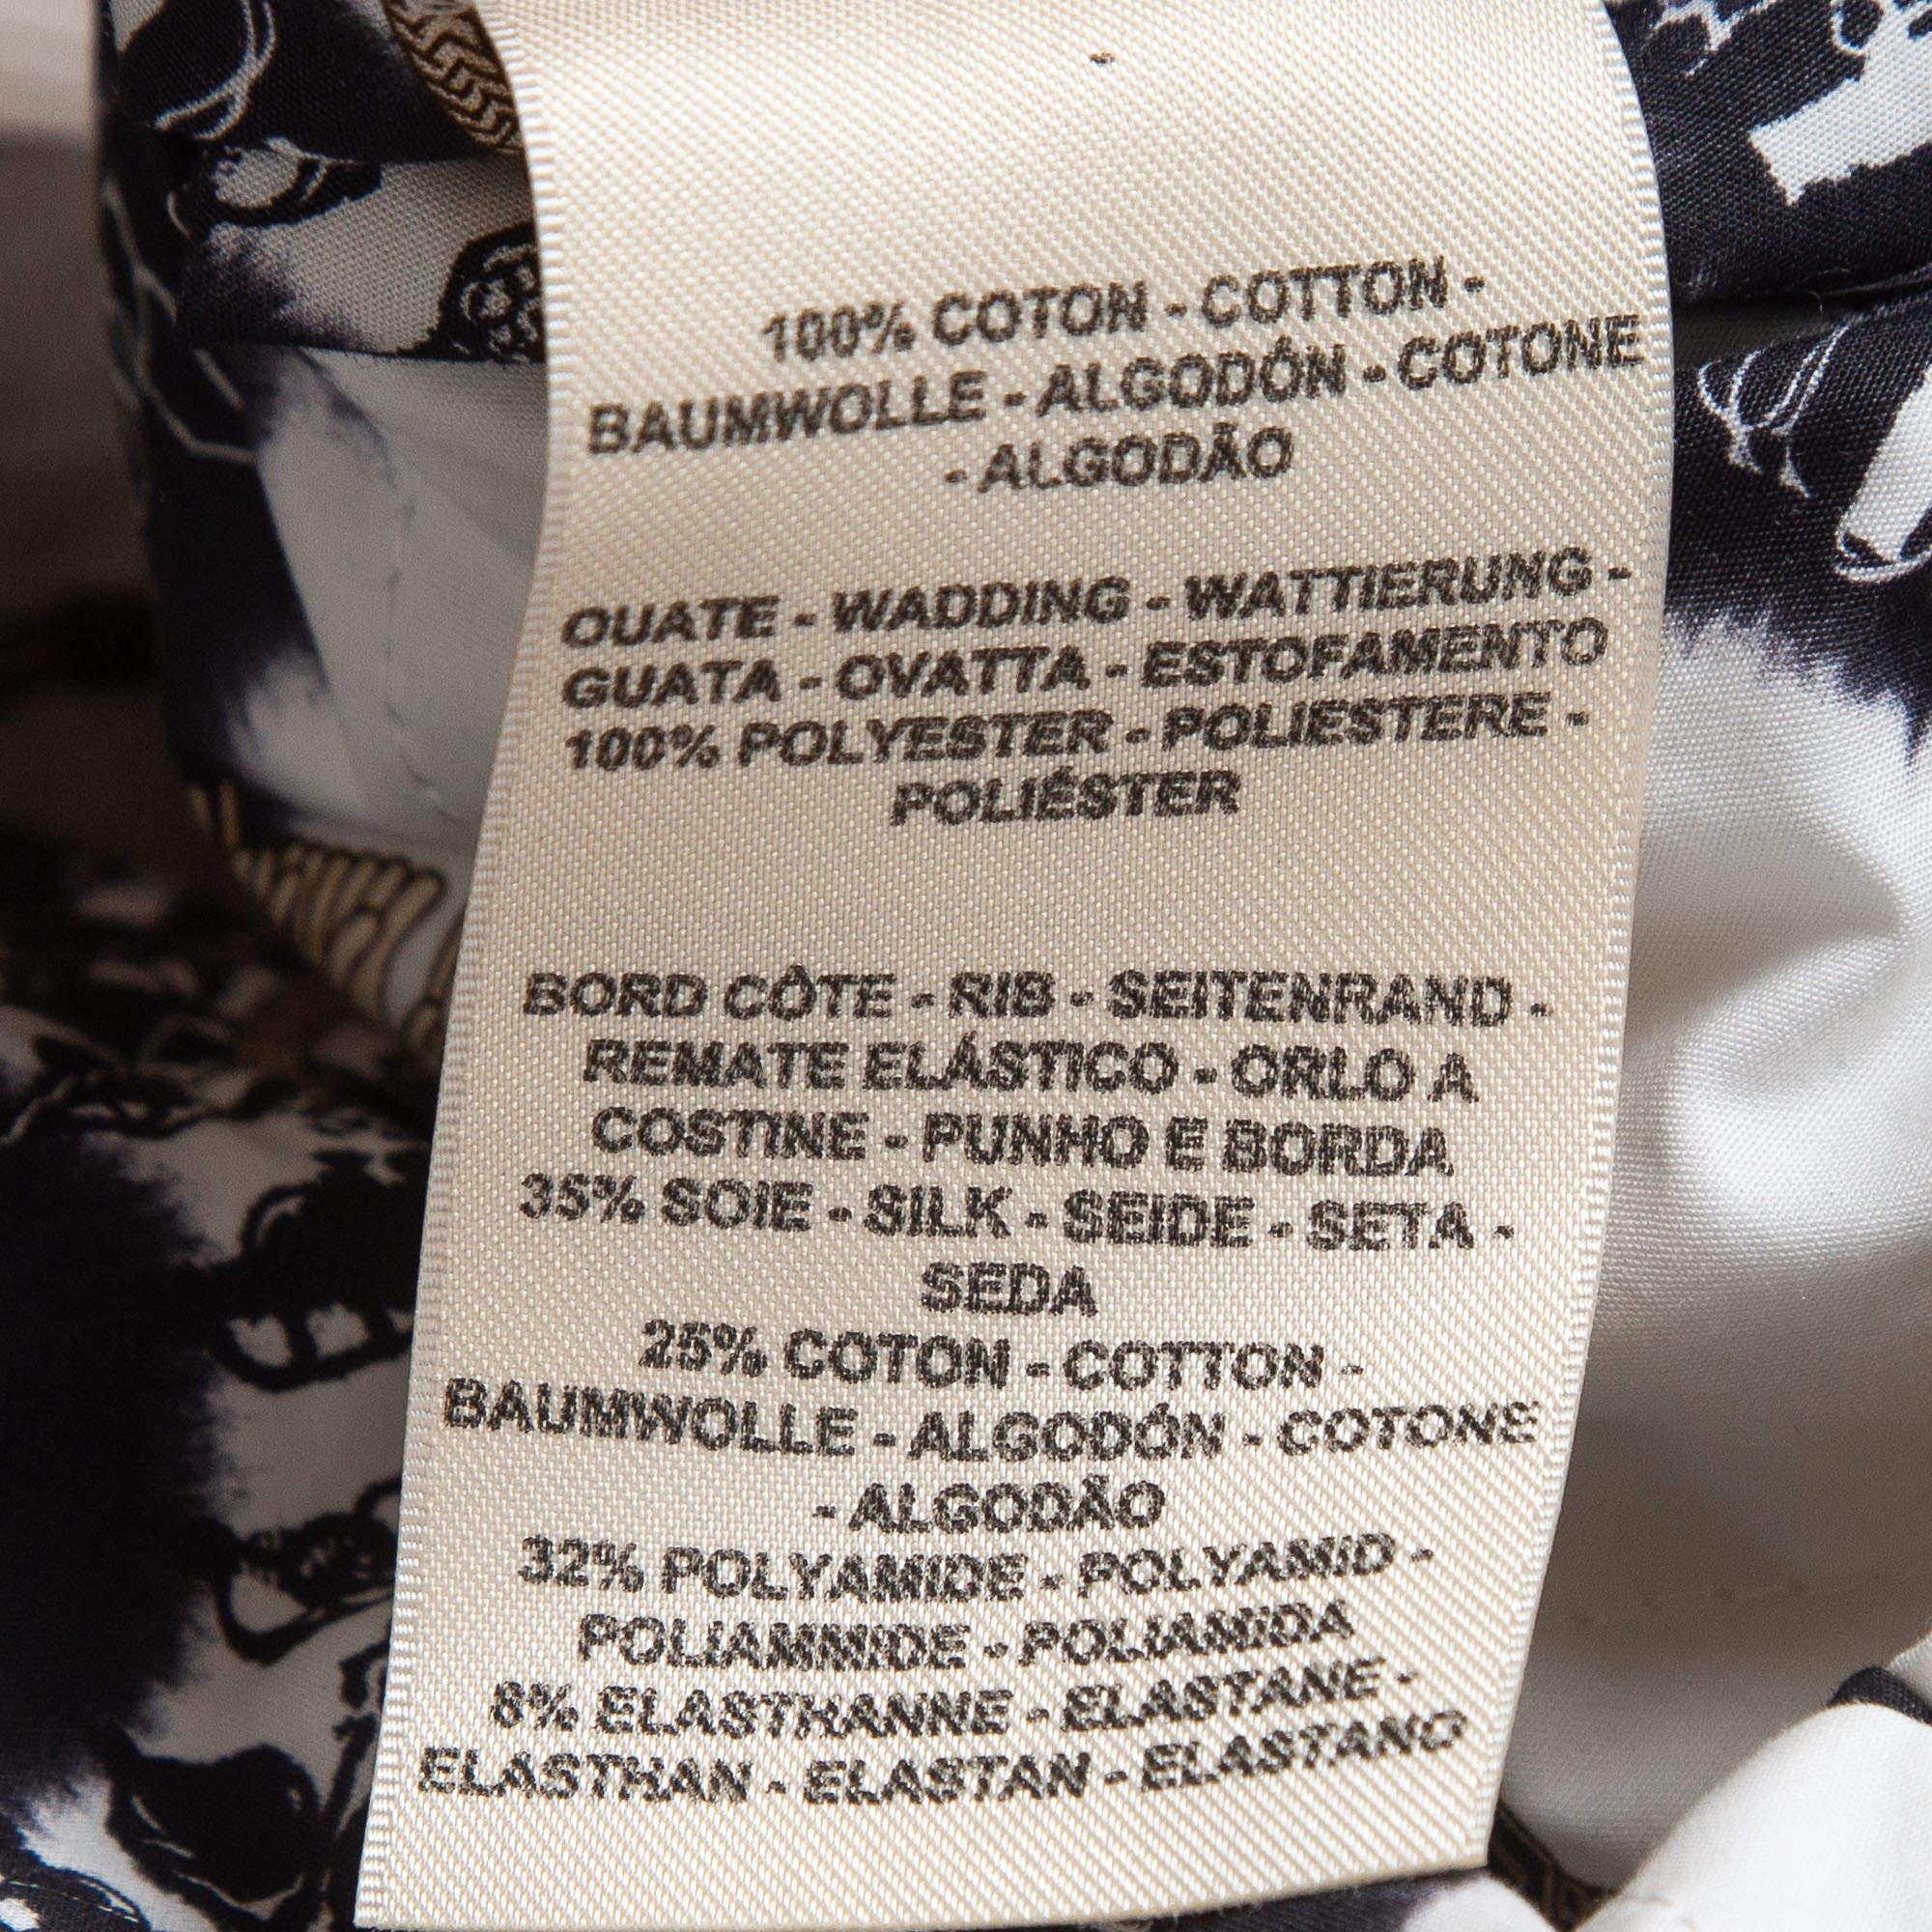 100% COTON - COTTON -
BAUMWOLLE - ALGODÓN - COTONE
- ALGODÃO
OUATE - WADDING - WATTIERUNG -
GUATA - OVATTA - ESTOFAMENTO
100% POLYESTER - POLIESTERE -
POLIÉSTER
BORD CÔTE - RIB - SEITENRAND -
REMATE ELÁSTICO - ORLO A
COSTINE - PUNHO E BORDA
35% SOIE - SILK - SEIDE - SETA -
SEDA
25% COTON - COTTON -
BAUMWOLLE - ALGODÓN - COTONE
- ALGODÃO
32% POLYAMIDE - POLYAMID -
POLIAMMIDE - POLIAMIDA
8% ELASTHANNE - ELASTANE -
ELASTHAN - ELASTAN - ELASTANO